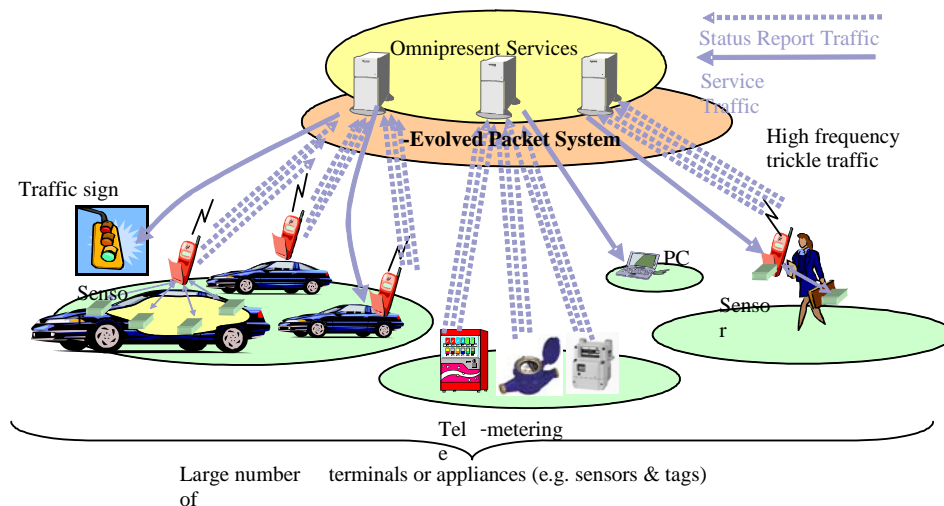 Omnipresent Services
Status Report Traffic
Service
Traffic
-Evolved Packet System
High frequency
trickle traffic
Traffic sign
PC
Senso
Senso
r
Tel -metering
e
Large number terminals or appliances (e.g. sensors & tags)
of